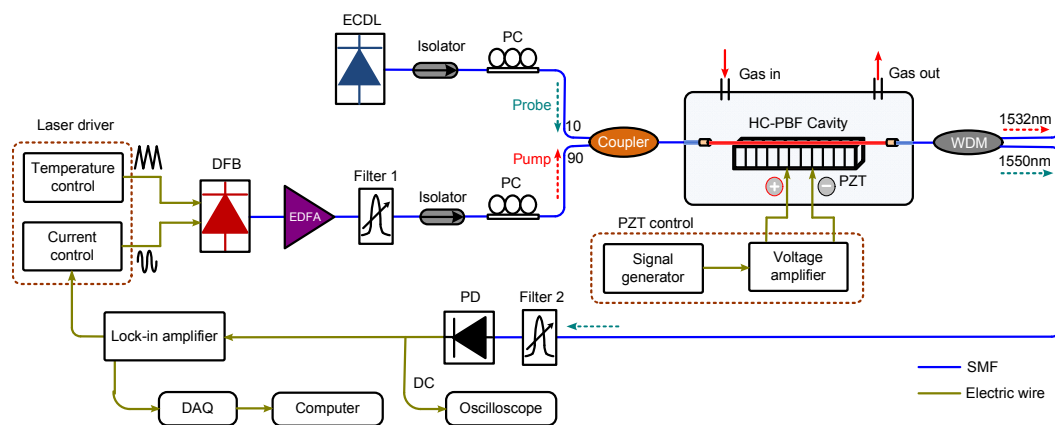 ECDL
Isolator
PC
Gas in
Gas out
Probe
10
HC-PBF Cavity
1532nm
Laser driver
Coupler
WDM
Temperature
control
DFB
Pump
90
1550nm
Filter 1
PC
PZT
+
−
EDFA
Isolator
Current
control
PZT control
Signal
generator
Voltage
amplifier
PD
Filter 2
Lock-in amplifier
SMF
DC
Electric wire
DAQ
Computer
Oscilloscope